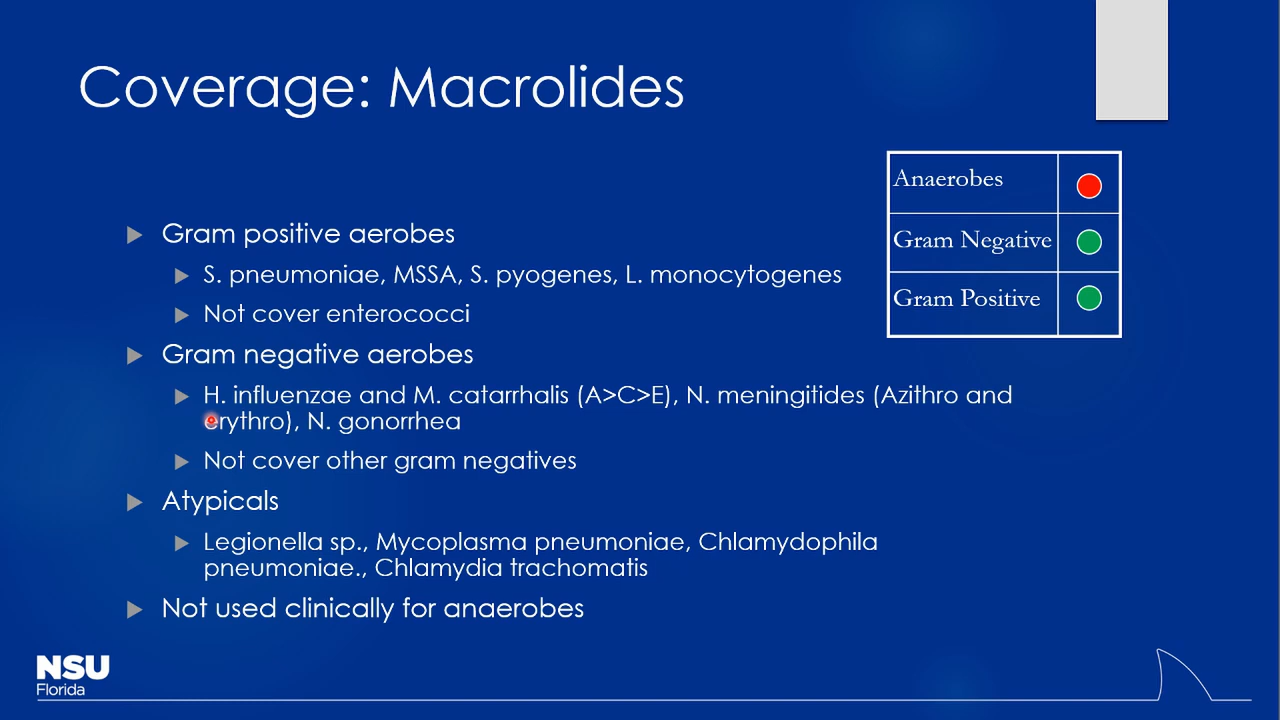 Coverage: Macrolides
Anaerobes
Gram Negative
Gram Positive
Gram positive aerobes
S. pneumoniae, MSSA, S. pyogenes, L. monocytogenes
Not cover enterococci
Gram negative aerobes
H. influenzae and M. catarrhalis (A>C>E), N. meningitides (Azithro and
erythro), N. gonorrhea
Not cover other gram negatives
Atypicals
Legionella sp., Mycoplasma pneumoniae, Chlamydophila
pneumoniae., Chlamydia trachomatis
Not used clinically for anaerobes
NSU
Florida